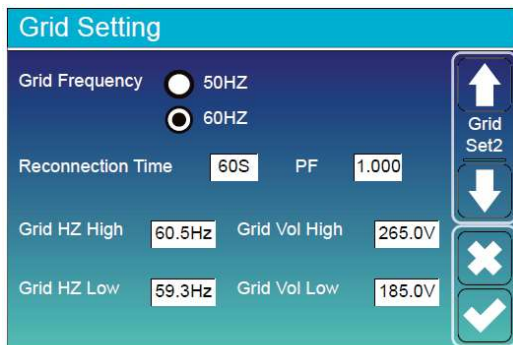 Grid Setting
Grid Frequency 50HZ
60HZ
Grid
Set2
Reconnection Time 60S PF 1.000
Grid HZ High 60.5Hz Grid Vol High 265.0V
Grid HZ Low 59.3Hz Grid Vol Low 185.0V